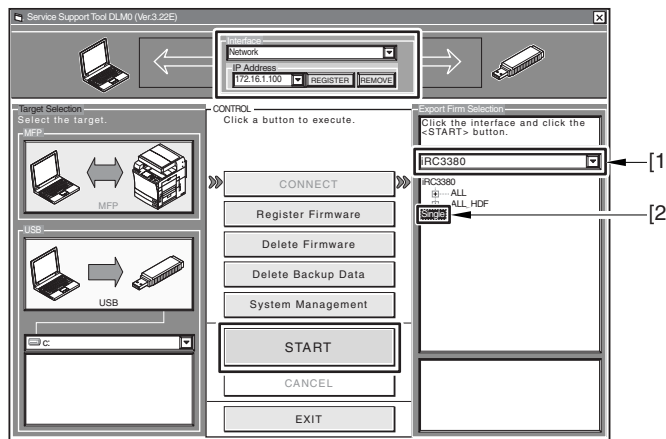 Service Support Tool DLM0 (Ver.3.22E)
Interface
Network
IP Address
172.16.1.100
REGISTER
REMOVE
Target Selection
Select the target.
MFP
MFP
USB
USB
c:
CONTROL
Click a button to execute.
CONNECT
Register Firmware
Delete Firmware
Delete Backup Data
System Management
START
CANCEL
EXIT
Export Firm Selection
Click the interface and click the
<START> button.
iRC3380
[1
iRC3380
ALL
ALL_HDF
Single
[2